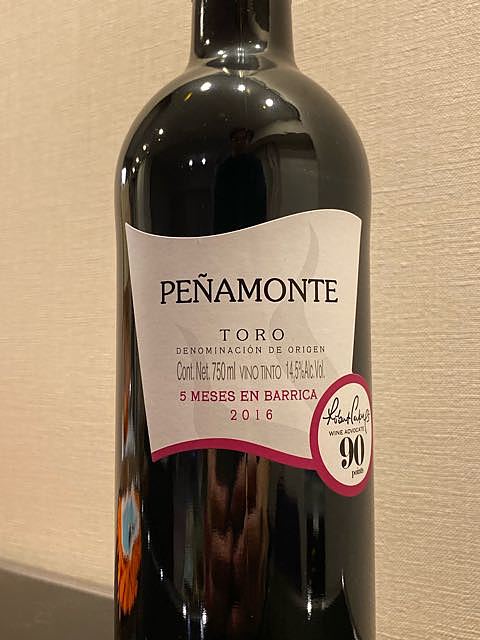 PEÑAMONTE
TORO
DENOMINACIÓN DE ORIGEN
Cont. Net. 750 ml VINO TINTO 14,5%Alc.Vol.
5 MESES EN BARRICA
2016
WINE ADVOCATE
90
points